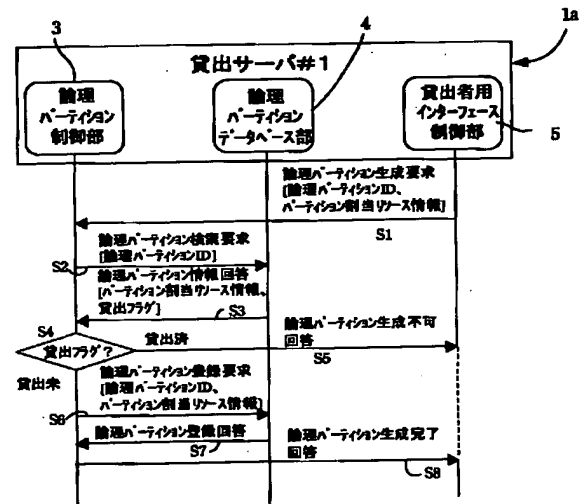 3
4
1a
貸出サーバ#1
論理
パーティション
制御部
論理
パーティション
データベース部
貸出者用
インターフェース
制御部
5
論理パーティション生成要求
[論理パーティションID、
パーティション割当リソース情報]
S1
論理パーティション検索要求
[論理パーティションID]
S2
論理パーティション情報回答
[パーティション割当リソース情報、
貸出フラグ]
S3
S4
貸出フラグ?
貸出済
論理パーティション生成不可
回答
S5
貸出未
論理パーティション登録要求
[論理パーティションID、
パーティション割当リソース情報]
S6
論理パーティション登録回答
S7
論理パーティション生成完了
回答
S8